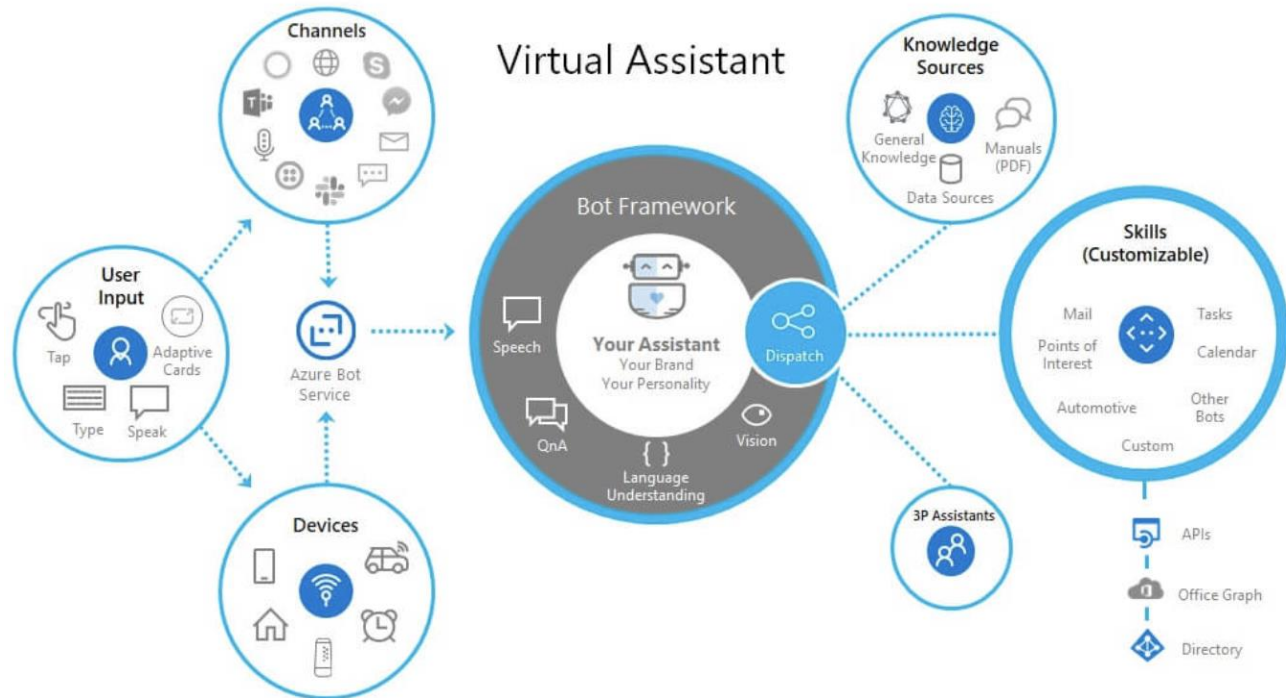 Virtual Assistant
Channels
T
S
User
Input
Tap
Adaptive
Cards
Type
Speak
Azure Bot
Service
Devices
Bot Framework
Your Assistant
Your Brand
Your Personality
Speech
QnA
{ }
Language
Understanding
Vision
Dispatch
Knowledge
Sources
General
Knowledge
Manuals
(PDF)
Data Sources
Skills
(Customizable)
Mail
Tasks
Points of
Interest
Calendar
Automotive
Other
Bots
Custom
3P Assistants
APIs
Office Graph
Directory